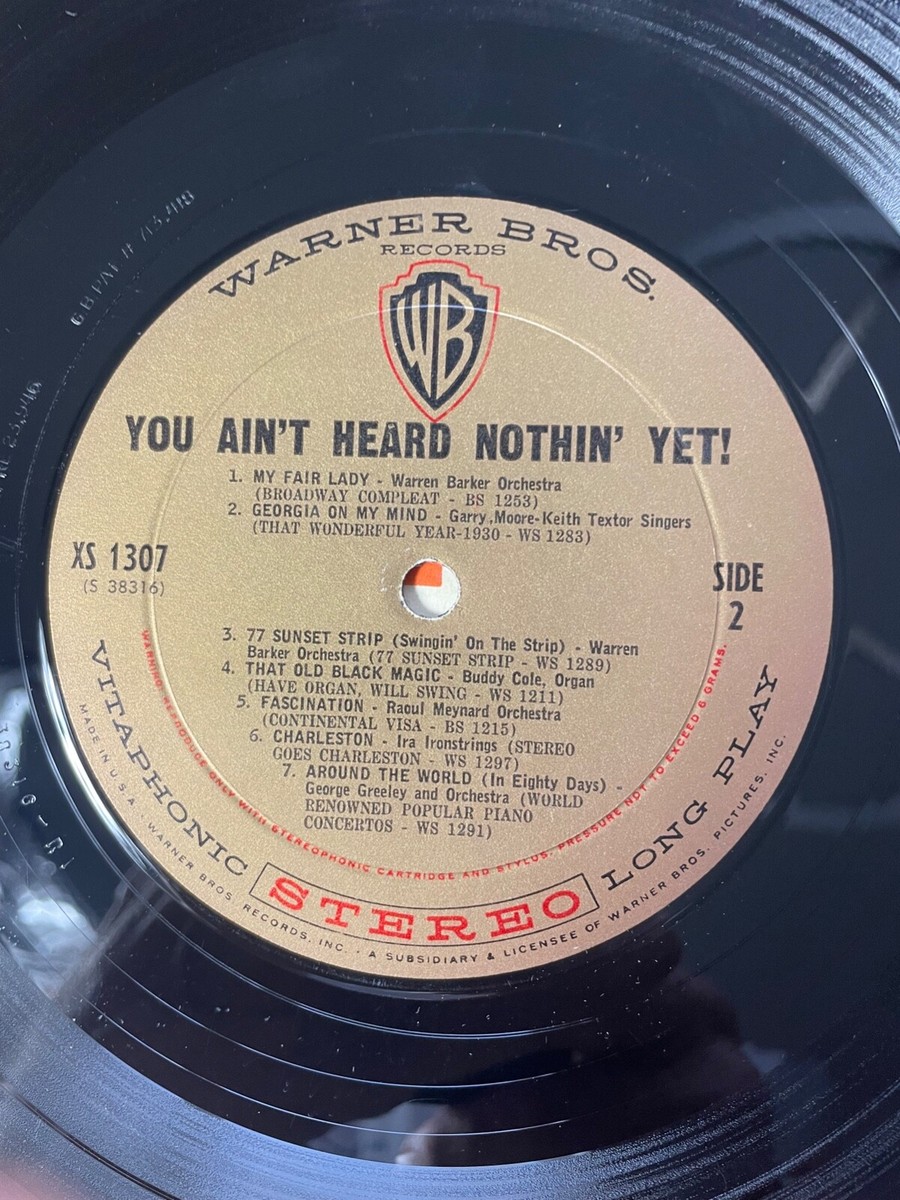 WARNER BROS.
RECORDS
WB
YOU AIN'T HEARD NOTHIN' YET!
1. MY FAIR LADY - Warren Barker Orchestra
(BROADWAY COMPLEAT - BS 1253)
2. GEORGIA ON MY MIND - Garry Moore-Keith Textor Singers
(THAT WONDERFUL YEAR-1930 - WS 1283)
XS 1307
(S 38316)
SIDE
2
3. 77 SUNSET STRIP (Swingin' On The Strip) - Warren
Barker Orchestra (77 SUNSET STRIP - WS 1289)
4. THAT OLD BLACK MAGIC - Buddy Cole, Organ
(HAVE ORGAN, WILL SWING - WS 1211)
5. FASCINATION - Raoul Meynard Orchestra
(CONTINENTAL VISA - BS 1215)
6. CHARLESTON - Ira Ironstrings (STEREO
GOES CHARLESTON - WS 1297)
7. AROUND THE WORLD (In Eighty Days) -
George Greeley and Orchestra (WORLD
RENOWNED POPULAR PIANO
CONCERTOS - WS 1291)
WARNING: REPRODUCE ONLY WITH STEREOPHONIC CARTRIDGE AND STYLUS. PRESSURE NOT TO EXCEED 6 GRAMS.
VITAPHONIC STEREO LONG PLAY
MADE IN U.S.A. · WARNER BROS. RECORDS, INC. · A SUBSIDIARY & LICENSEE OF WARNER BROS. PICTURES, INC.